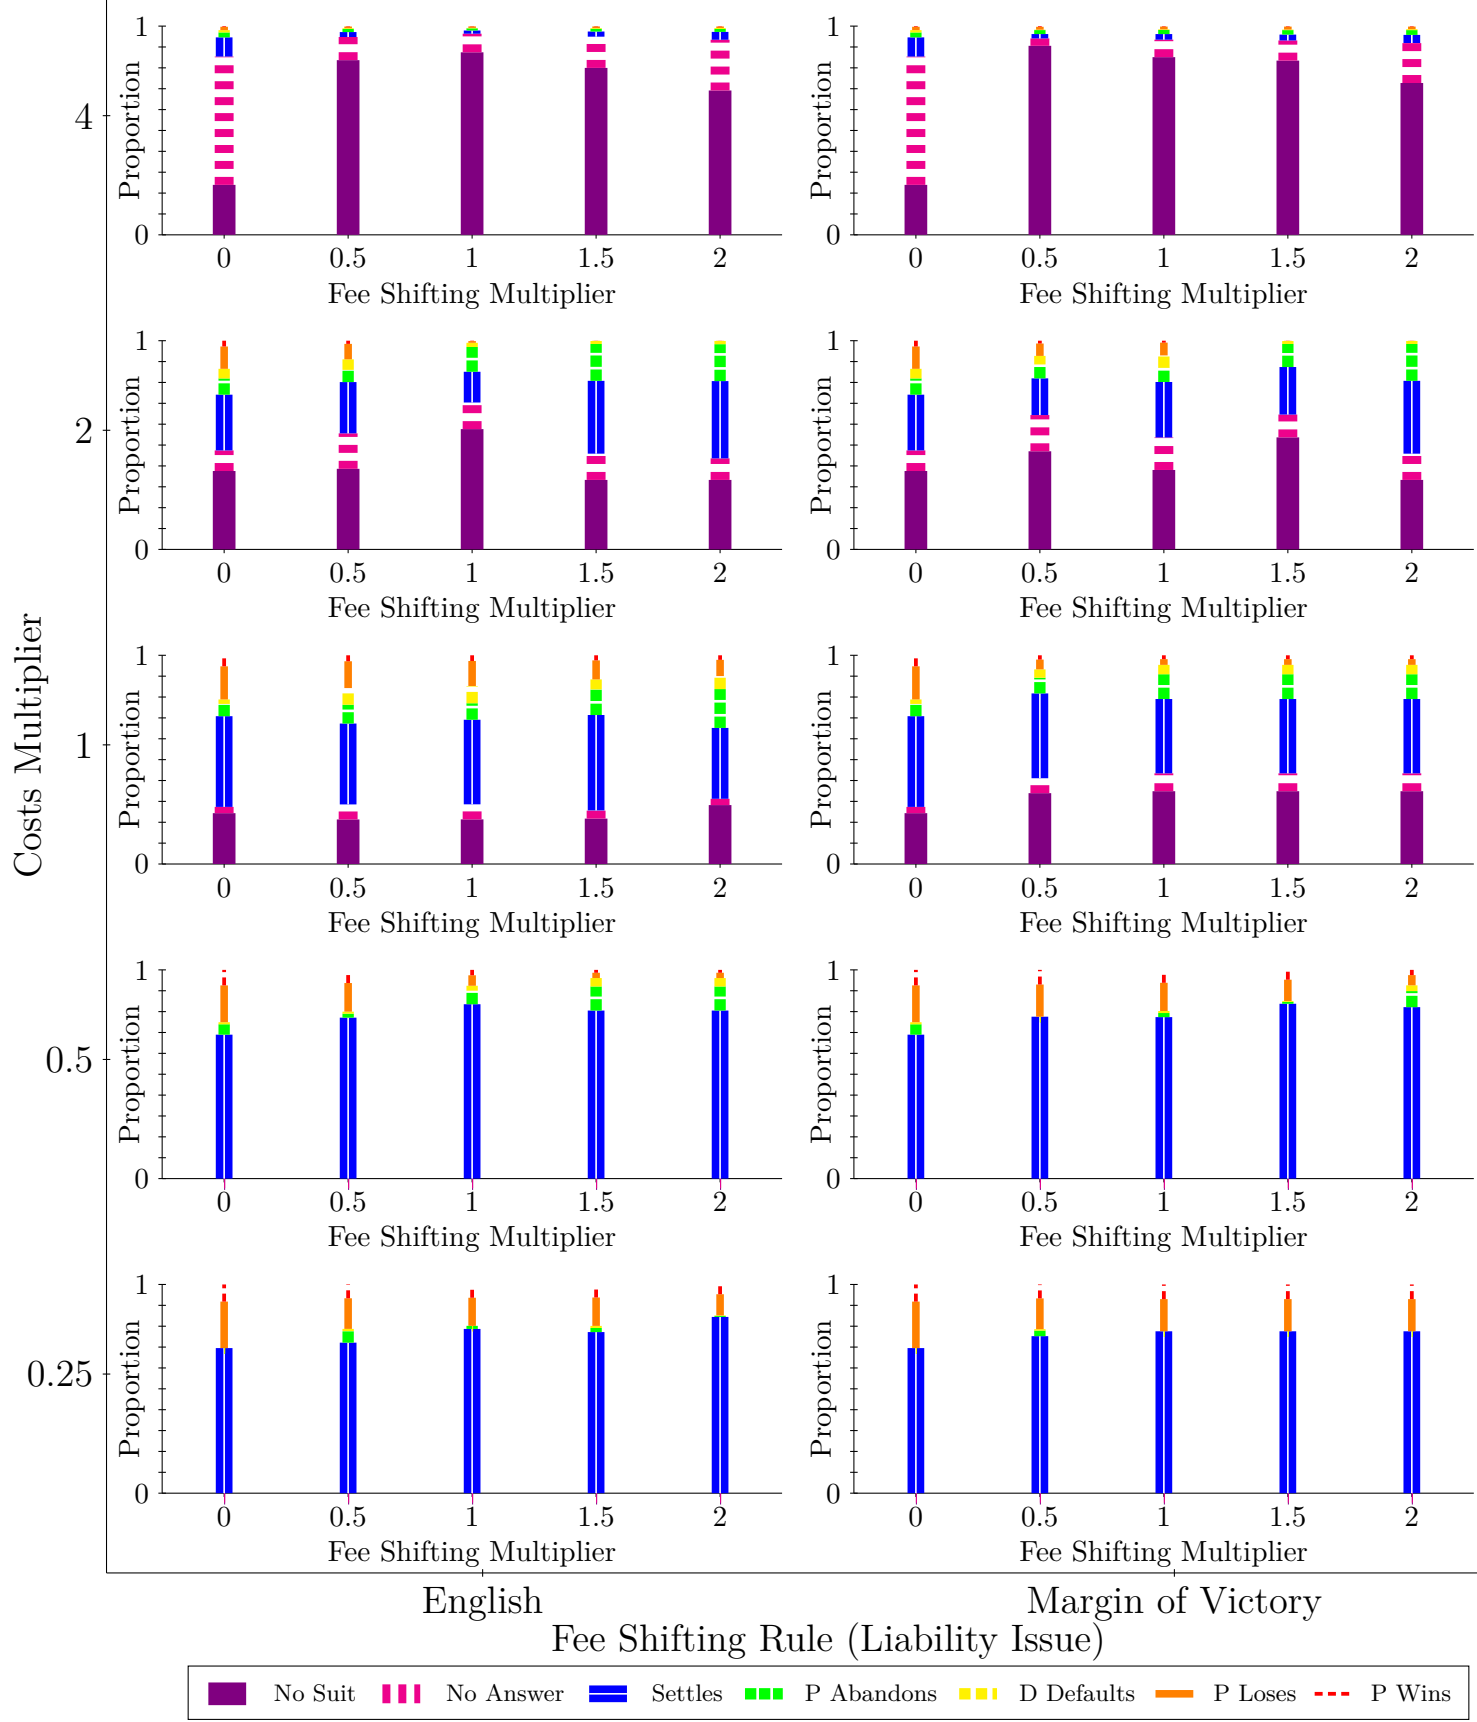 Costs Multiplier
4
Proportion
1
0
0 0.5 1 1.5 2
Fee Shifting Multiplier
Proportion
1
0
0 0.5 1 1.5 2
Fee Shifting Multiplier
2
Proportion
1
0
0 0.5 1 1.5 2
Fee Shifting Multiplier
Proportion
1
0
0 0.5 1 1.5 2
Fee Shifting Multiplier
1
Proportion
1
0
0 0.5 1 1.5 2
Fee Shifting Multiplier
Proportion
1
0
0 0.5 1 1.5 2
Fee Shifting Multiplier
0.5
Proportion
1
0
0 0.5 1 1.5 2
Fee Shifting Multiplier
Proportion
1
0
0 0.5 1 1.5 2
Fee Shifting Multiplier
0.25
Proportion
1
0
0 0.5 1 1.5 2
Fee Shifting Multiplier
Proportion
1
0
0 0.5 1 1.5 2
Fee Shifting Multiplier
English
Margin of Victory
Fee Shifting Rule (Liability Issue)
No Suit No Answer Settles P Abandons D Defaults P Loses P Wins